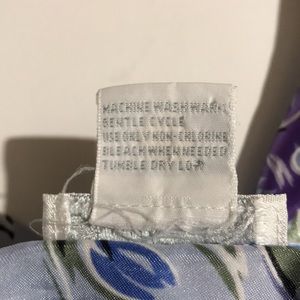 MACHINE WASH WARM
GENTLE CYCLE
USE ONLY NON-CHLORINE
BLEACH WHEN NEEDED
TUMBLE DRY LOW